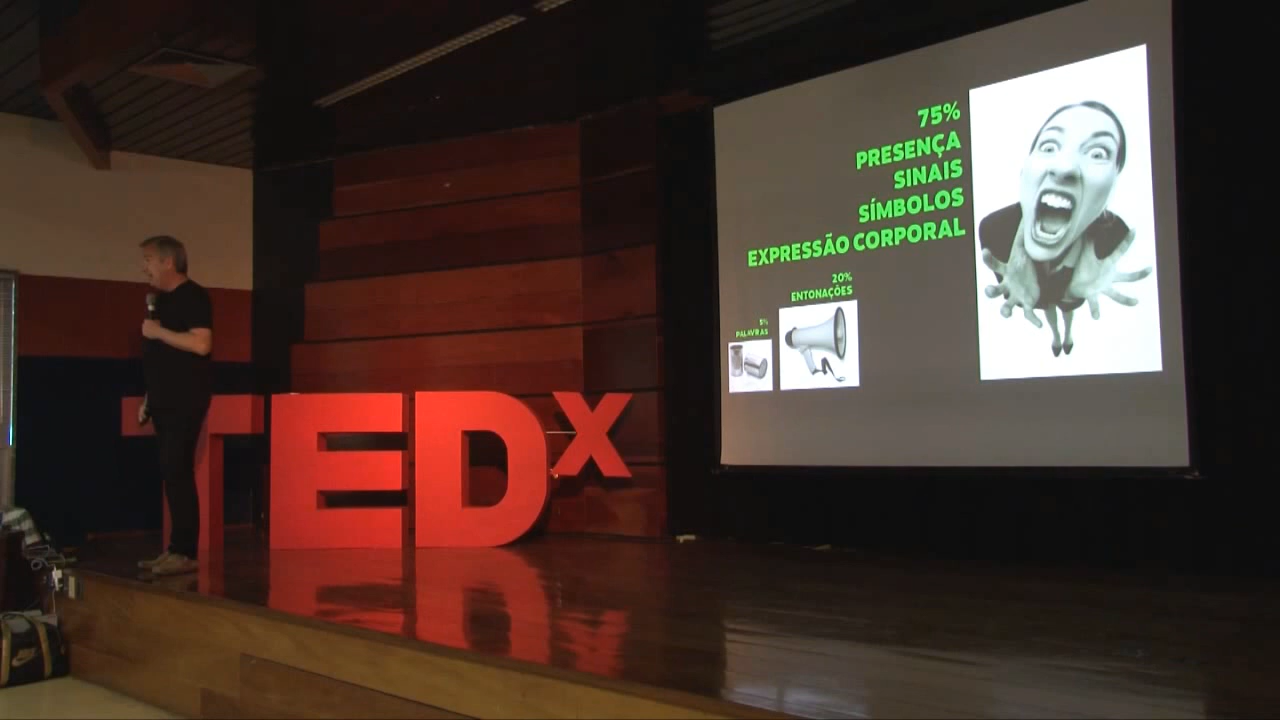 75%
PRESENÇA
SINAIS
SÍMBOLOS
EXPRESSÃO CORPORAL
20%
ENTONAÇÕES
5%
PALAVRAS
TEDx